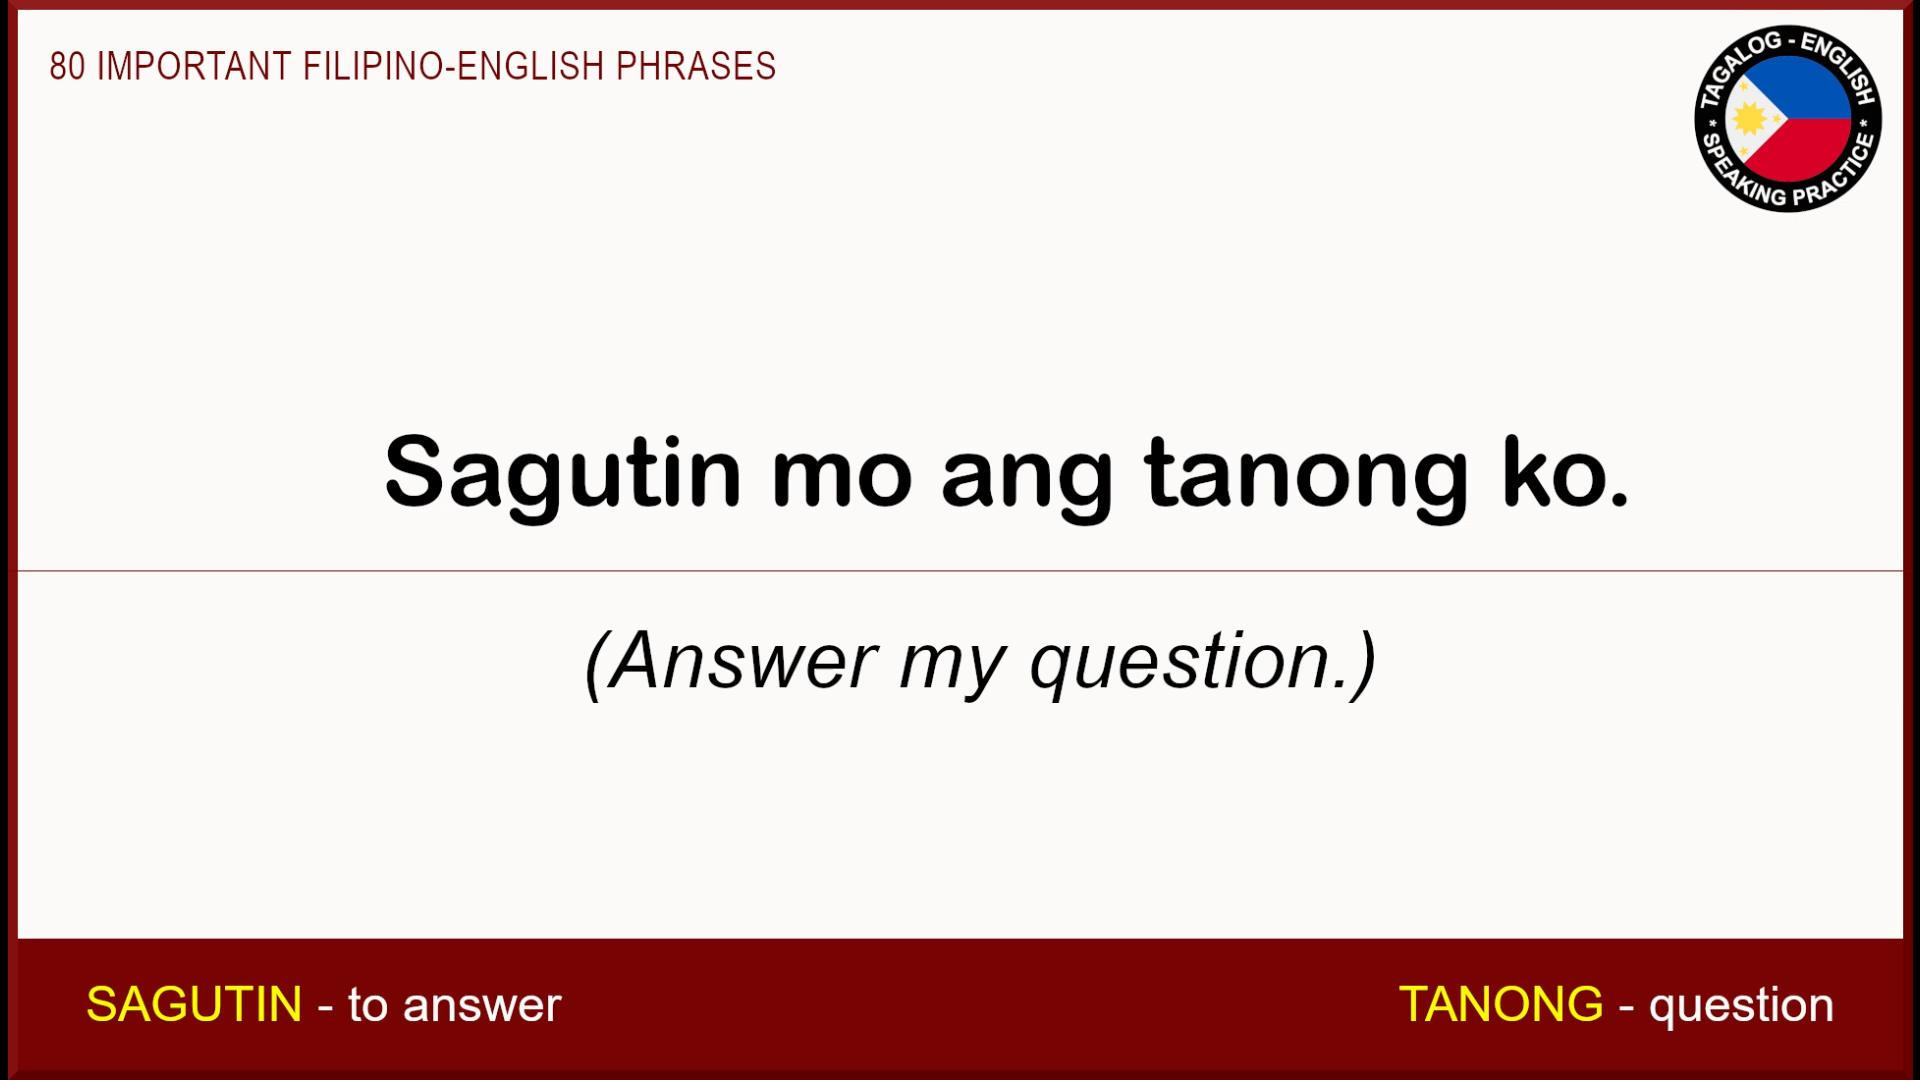 80 IMPORTANT FILIPINO-ENGLISH PHRASES
TAGALOG - ENGLISH
* SPEAKING PRACTICE *
Sagutin mo ang tanong ko.
(Answer my question.)
SAGUTIN - to answer
TANONG - question